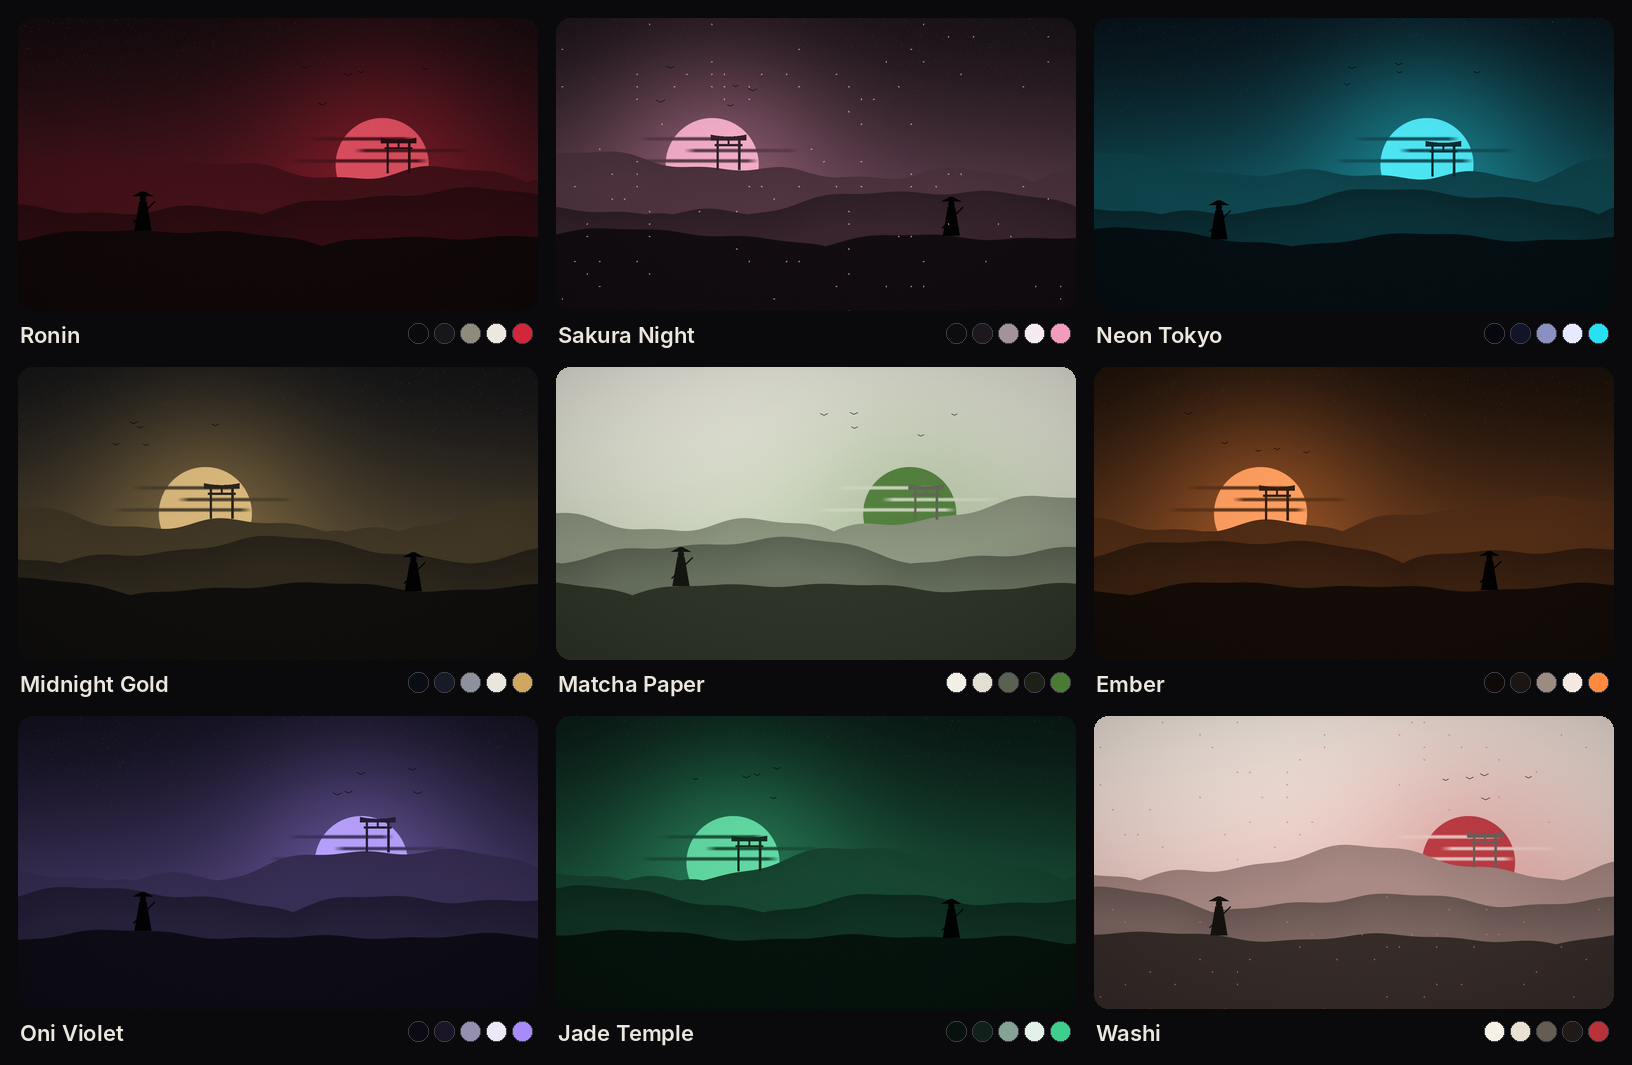 Ronin
Sakura Night
Neon Tokyo
Midnight Gold
Matcha Paper
Ember
Oni Violet
Jade Temple
Washi